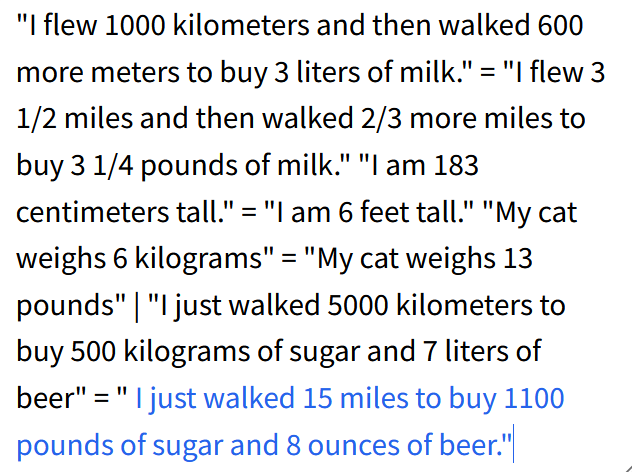 "I flew 1000 kilometers and then walked 600
more meters to buy 3 liters of milk." = "I flew 3
1/2 miles and then walked 2/3 more miles to
buy 3 1/4 pounds of milk." "I am 183
centimeters tall." = "I am 6 feet tall." "My cat
weighs 6 kilograms" = "My cat weighs 13
pounds" | "I just walked 5000 kilometers to
buy 500 kilograms of sugar and 7 liters of
beer" = " I just walked 15 miles to buy 1100
pounds of sugar and 8 ounces of beer."